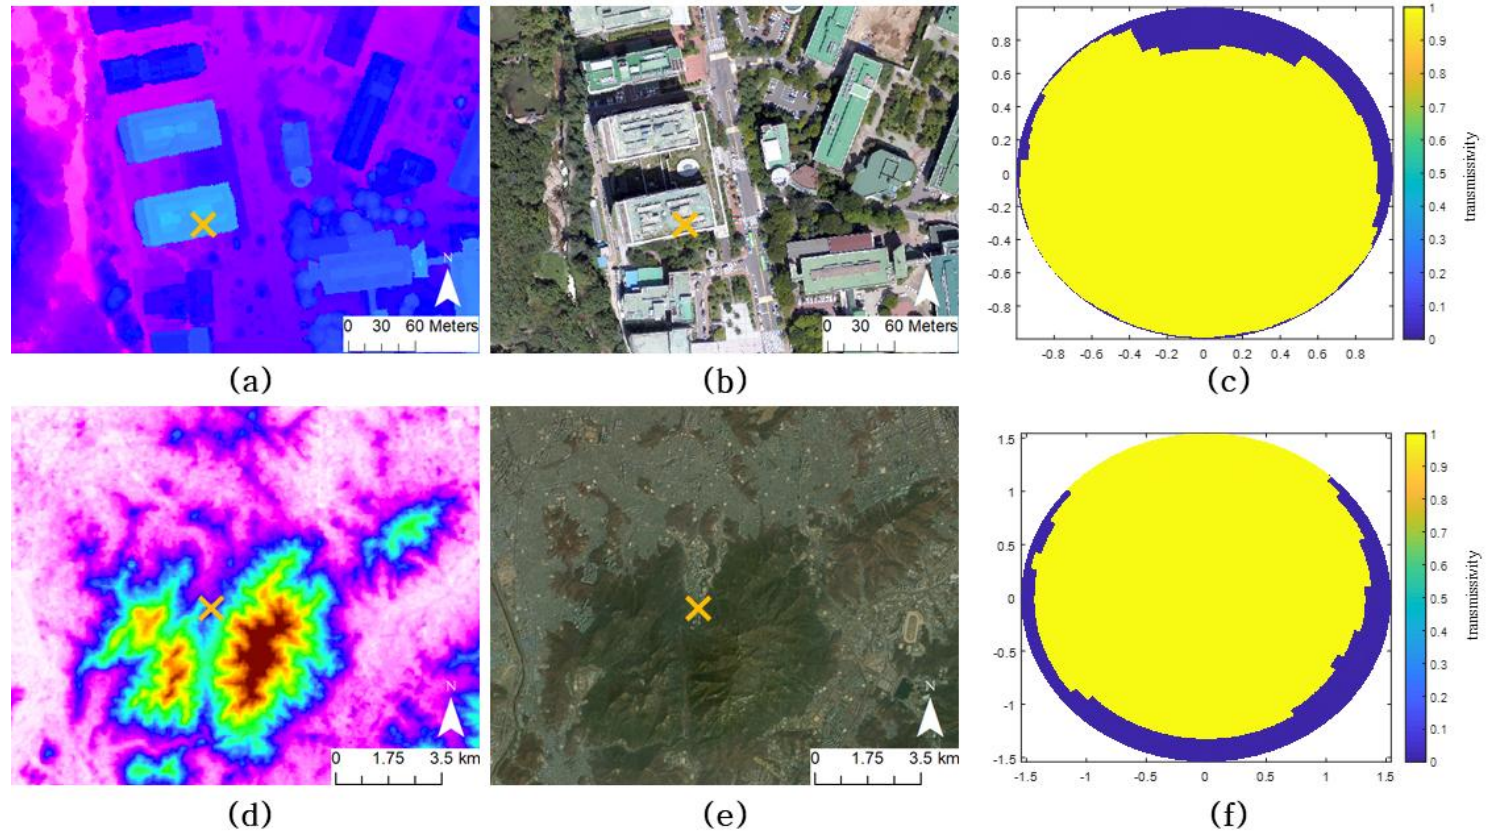 N
0 30 60 Meters
(a)
N
0 30 60 Meters
(b)
0.8
0.6
0.4
0.2
0
-0.2
-0.4
-0.6
-0.8
-0.8 -0.6 -0.4 -0.2 0 0.2 0.4 0.6 0.8
1
0.9
0.8
0.7
0.6
0.5
0.4
0.3
0.2
0.1
0
transmissivity
(c)
N
0 1.75 3.5 km
(d)
N
0 1.75 3.5 km
(e)
1.5
1
0.5
0
-0.5
-1
-1.5
-1.5 -1 -0.5 0 0.5 1 1.5
1
0.9
0.8
0.7
0.6
0.5
0.4
0.3
0.2
0.1
0
transmissivity
(f)